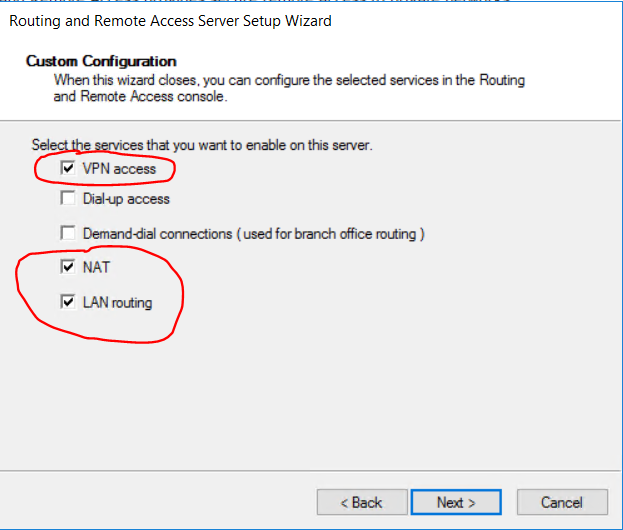 Routing and Remote Access Server Setup Wizard
Custom Configuration
When this wizard closes, you can configure the selected services in the Routing
and Remote Access console.
Select the services that you want to enable on this server.
VPN access
Dial-up access
Demand-dial connections (used for branch office routing)
NAT
LAN routing
< Back Next > Cancel